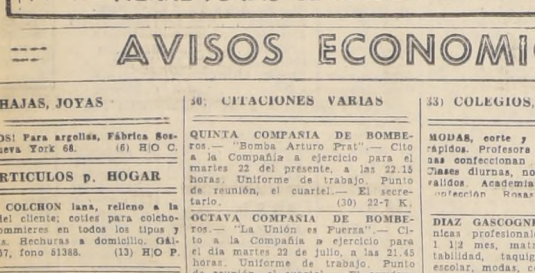 AVISOS ECONOMI
HAJAS, JOYAS
OS! Para argollas, Fábrica Bos-
ueva York 68. (6) H|O C.
RTICULOS p. HOGAR
COLCHON lana, relleno a la
del cliente; coties para colcho-
ommieres en todos los tipos y
s. Hechuras a domicilio. Gál-
37, fono 51388. (13) H|O P.
30; CITACIONES VARIAS
QUINTA COMPAÑIA DE BOMBE-
ros.— "Bomba Arturo Prat".— Cito
a la Compañía a ejercicio para el
martes 22 del presente, a las 22.15
horas. Uniforme de trabajo. Punto
de reunión, el cuartel.— El secre-
tario. (30) 22-7 K.
OCTAVA COMPAÑIA DE BOMBE-
ros.— "La Unión es Fuerza".— Ci-
to a la Compañía a ejercicio para
el día martes 22 de julio, a las 21.45
horas. Uniforme de trabajo. Punto
33) COLEGIOS,
MODAS, corte y
rápidos. Profesora
nas confeccionan
Clases diurnas, no
válidos. Academia
Rosas
DIAZ GASCOGNE
nicas profesional
1 1|2 mes, matr
tabilidad, taquig
escolar, modas, c